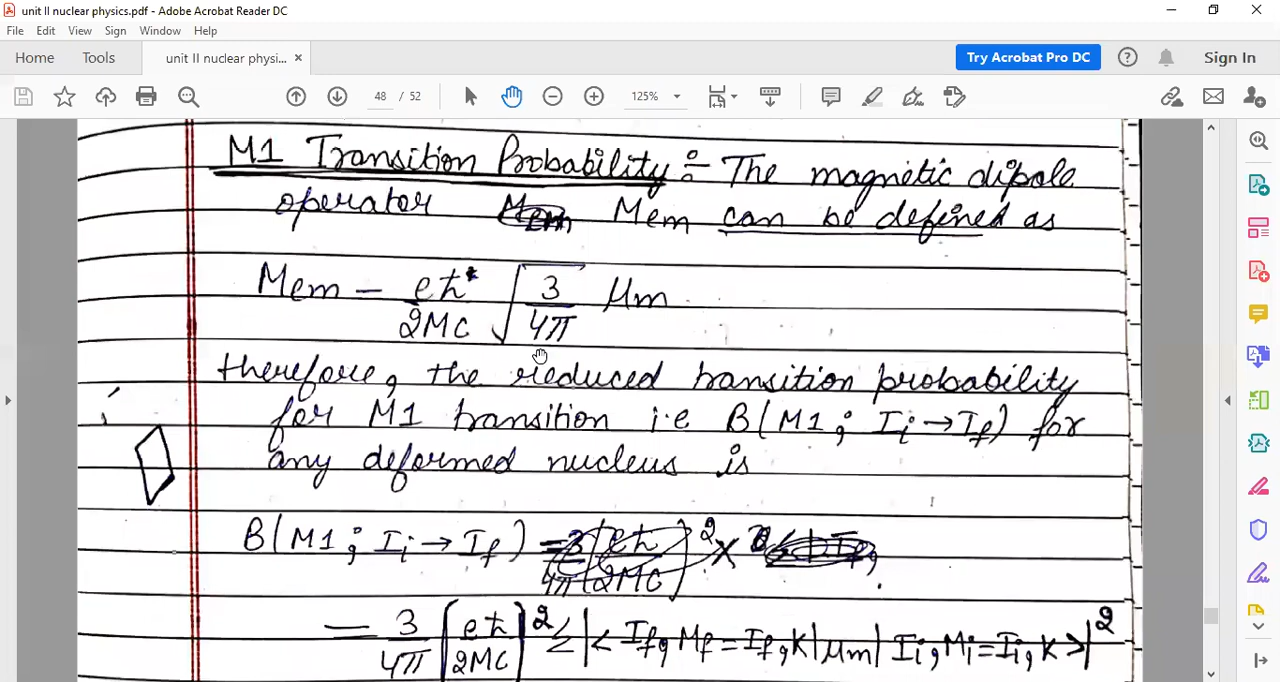 unit II nuclear physics.pdf - Adobe Acrobat Reader DC
File Edit View Sign Window Help
Home Tools unit II nuclear physi... × Try Acrobat Pro DC Sign In
48 / 52 125%
M1 Transition Probability :- The magnetic dipole
operator Mem can be defined as
Mem = eħ/2Mc √(3/4π) μm
therefore, the reduced transition probability
for M1 transition i.e B(M1; Ii → If) for
any deformed nucleus is
B(M1; Ii → If)
= 3/4π [eħ/2MC]² Σ |< If, Mf = If, K | μm | Ii, Mi = Ii, K >|²